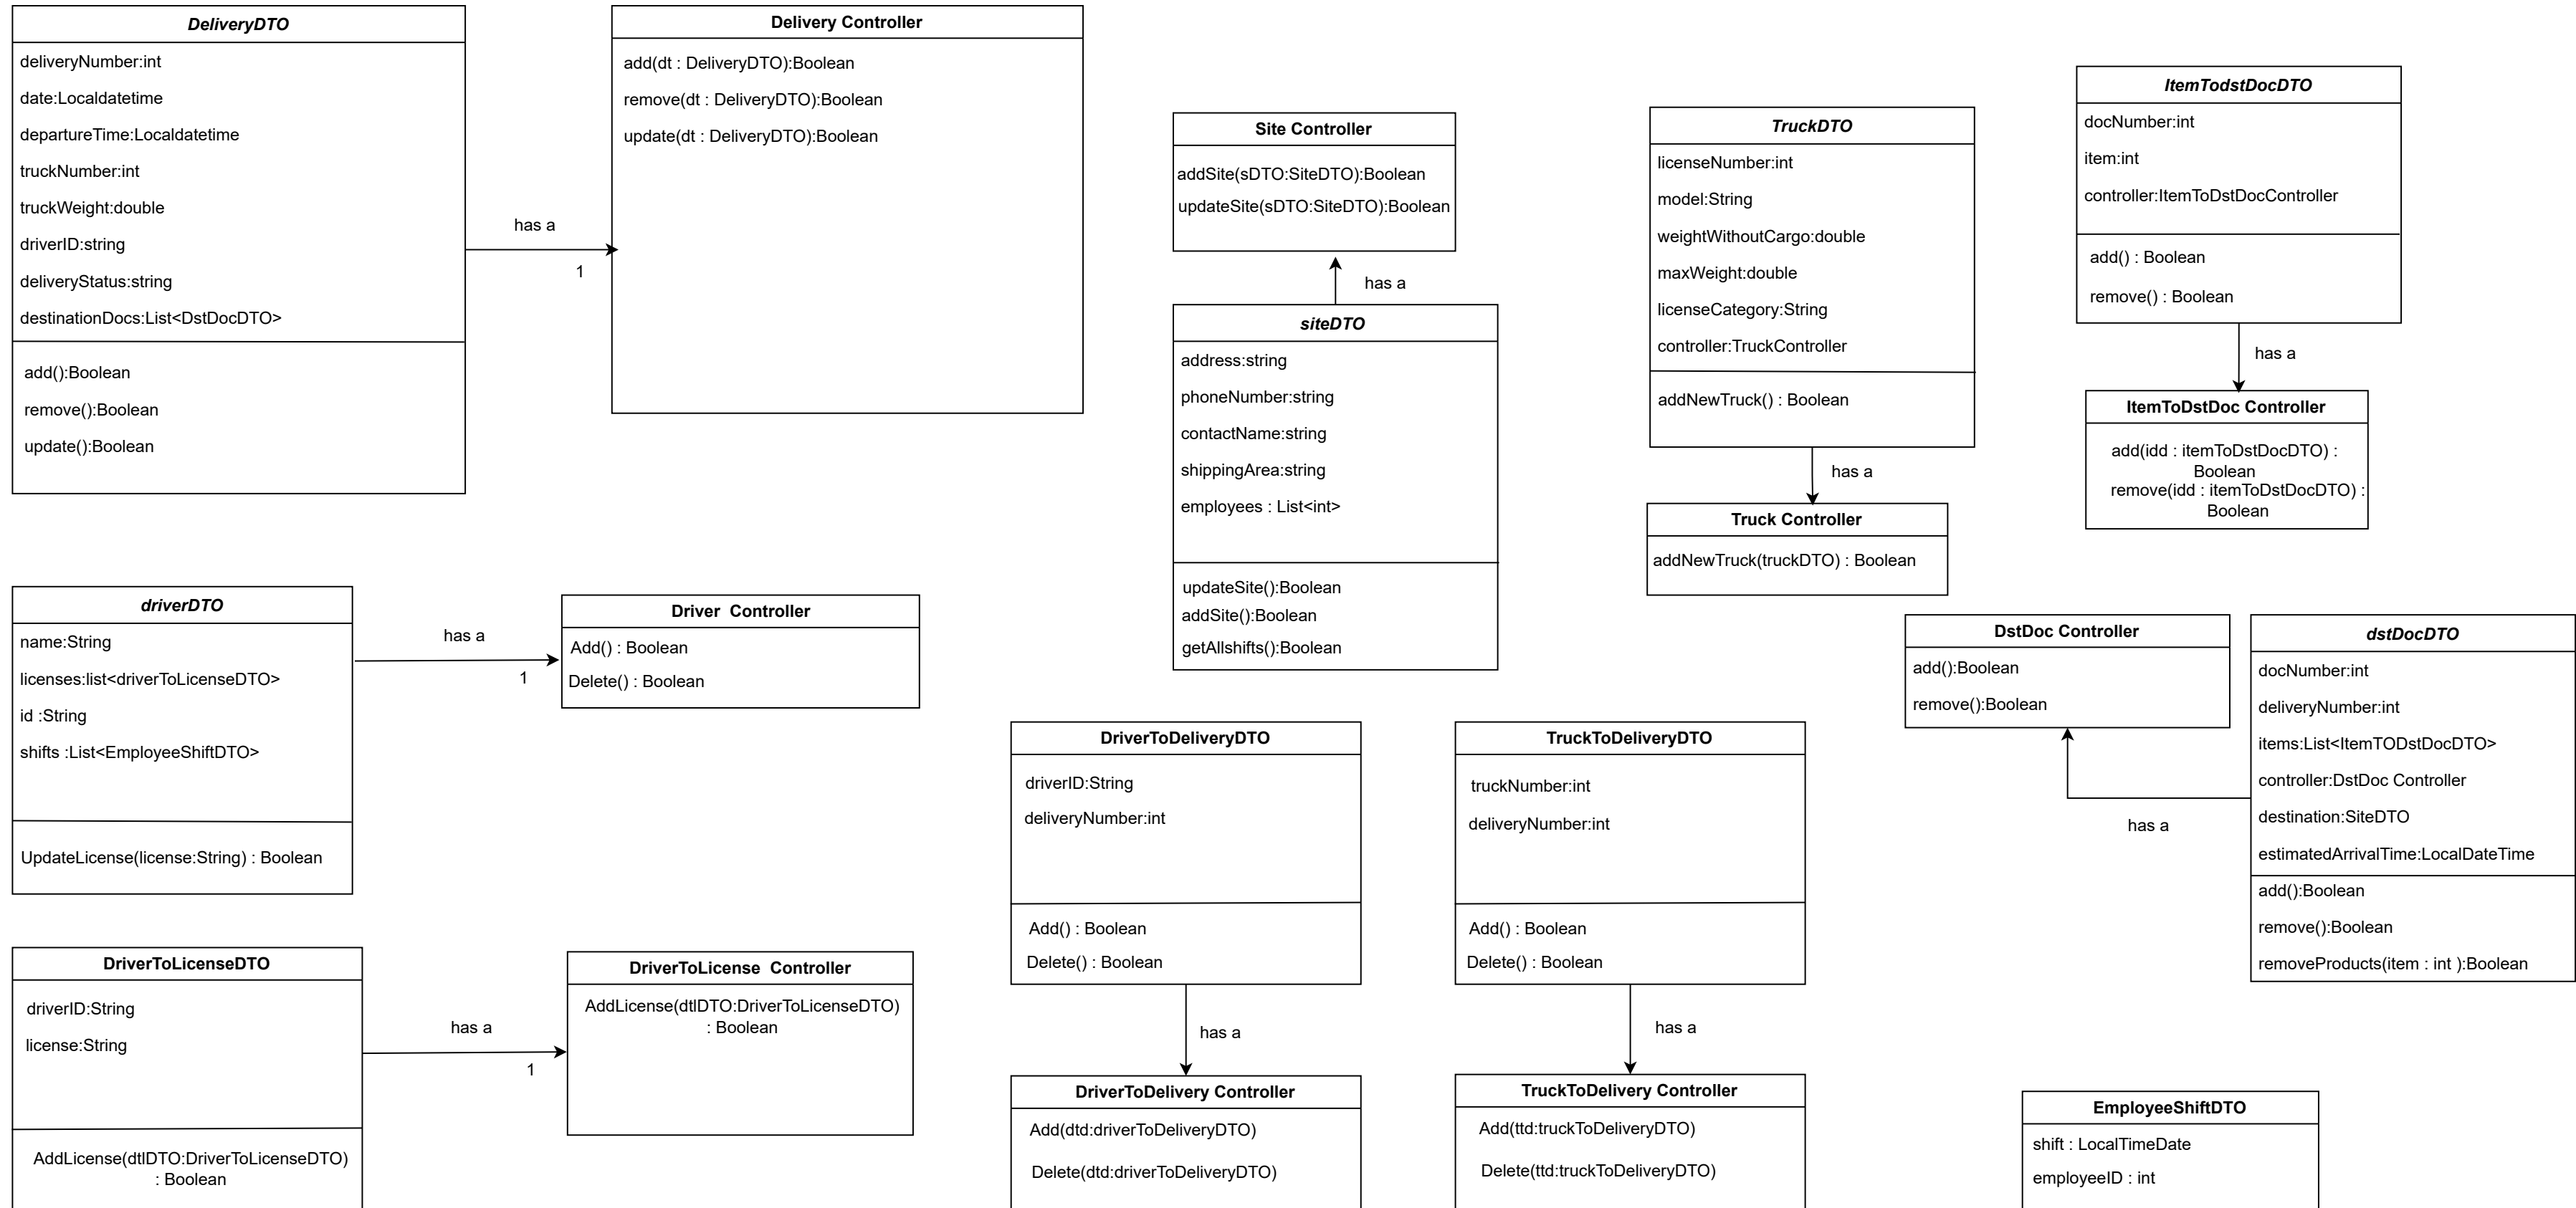 DeliveryDTO
deliveryNumber:int
date:Localdatetime
departureTime:Localdatetime
truckNumber:int
truckWeight:double
driverID:string
deliveryStatus:string
destinationDocs:List<DstDocDTO>
add():Boolean
remove():Boolean
update():Boolean
has a
1
Delivery Controller
add(dt : DeliveryDTO):Boolean
remove(dt : DeliveryDTO):Boolean
update(dt : DeliveryDTO):Boolean
Site Controller
addSite(sDTO:SiteDTO):Boolean
updateSite(sDTO:SiteDTO):Boolean
has a
siteDTO
address:string
phoneNumber:string
contactName:string
shippingArea:string
employees : List<int>
updateSite():Boolean
addSite():Boolean
getAllshifts():Boolean
TruckDTO
licenseNumber:int
model:String
weightWithoutCargo:double
maxWeight:double
licenseCategory:String
controller:TruckController
addNewTruck() : Boolean
has a
Truck Controller
addNewTruck(truckDTO) : Boolean
ItemTodstDocDTO
docNumber:int
item:int
controller:ItemToDstDocController
add() : Boolean
remove() : Boolean
has a
ItemToDstDoc Controller
add(idd : itemToDstDocDTO) :
Boolean
remove(idd : itemToDstDocDTO) :
Boolean
driverDTO
name:String
licenses:list<driverToLicenseDTO>
id :String
shifts :List<EmployeeShiftDTO>
UpdateLicense(license:String) : Boolean
has a
1
Driver  Controller
Add() : Boolean
Delete() : Boolean
DstDoc Controller
add():Boolean
remove():Boolean
has a
dstDocDTO
docNumber:int
deliveryNumber:int
items:List<ItemTODstDocDTO>
controller:DstDoc Controller
destination:SiteDTO
estimatedArrivalTime:LocalDateTime
add():Boolean
remove():Boolean
removeProducts(item : int ):Boolean
DriverToLicenseDTO
driverID:String
license:String
AddLicense(dtlDTO:DriverToLicenseDTO)
: Boolean
has a
1
DriverToLicense  Controller
AddLicense(dtlDTO:DriverToLicenseDTO)
: Boolean
DriverToDeliveryDTO
driverID:String
deliveryNumber:int
Add() : Boolean
Delete() : Boolean
has a
DriverToDelivery Controller
Add(dtd:driverToDeliveryDTO)
Delete(dtd:driverToDeliveryDTO)
TruckToDeliveryDTO
truckNumber:int
deliveryNumber:int
Add() : Boolean
Delete() : Boolean
has a
TruckToDelivery Controller
Add(ttd:truckToDeliveryDTO)
Delete(ttd:truckToDeliveryDTO)
EmployeeShiftDTO
shift : LocalTimeDate
employeeID : int